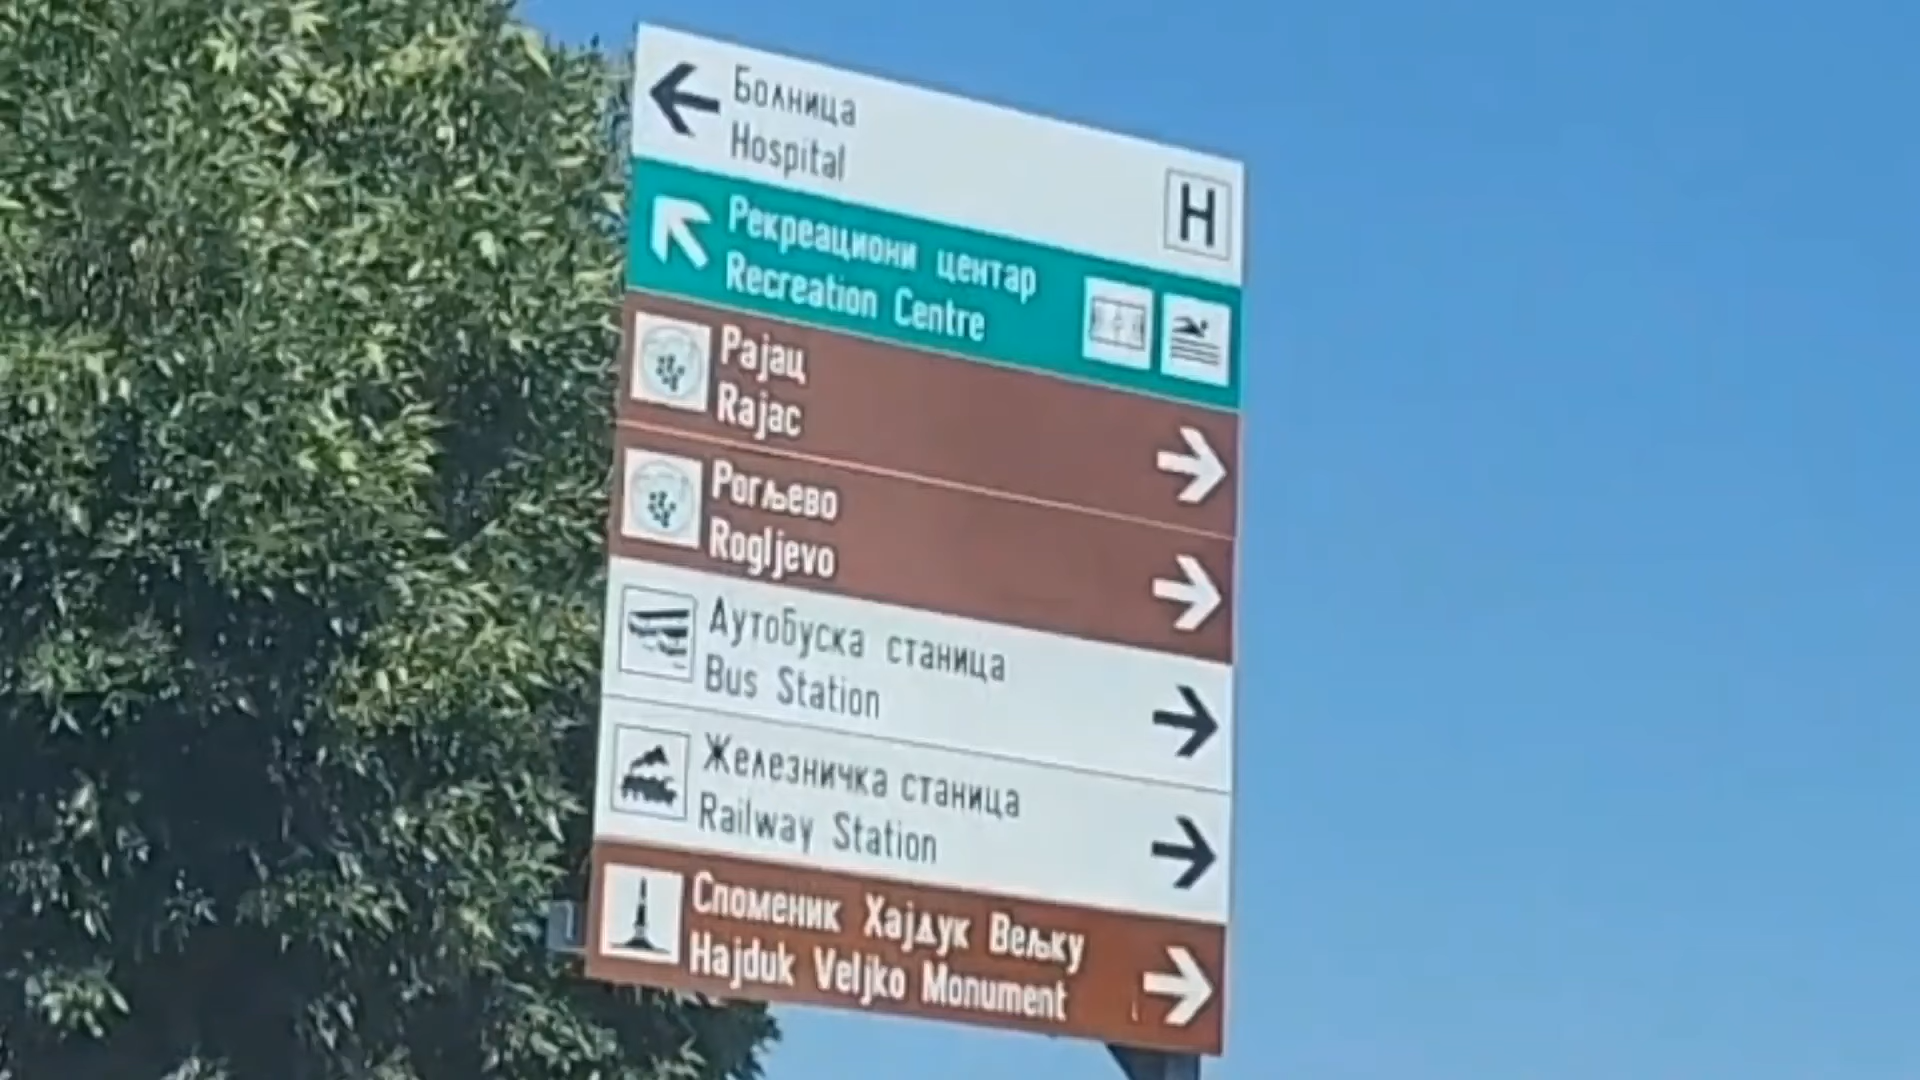 Болница
Hospital
H
Рекреациони центар
Recreation Centre
Рајац
Rajac
Рогљево
Rogljevo
Аутобуска станица
Bus Station
Железничка станица
Railway Station
Споменик Хајдук Вељку
Hajduk Veljko Monument